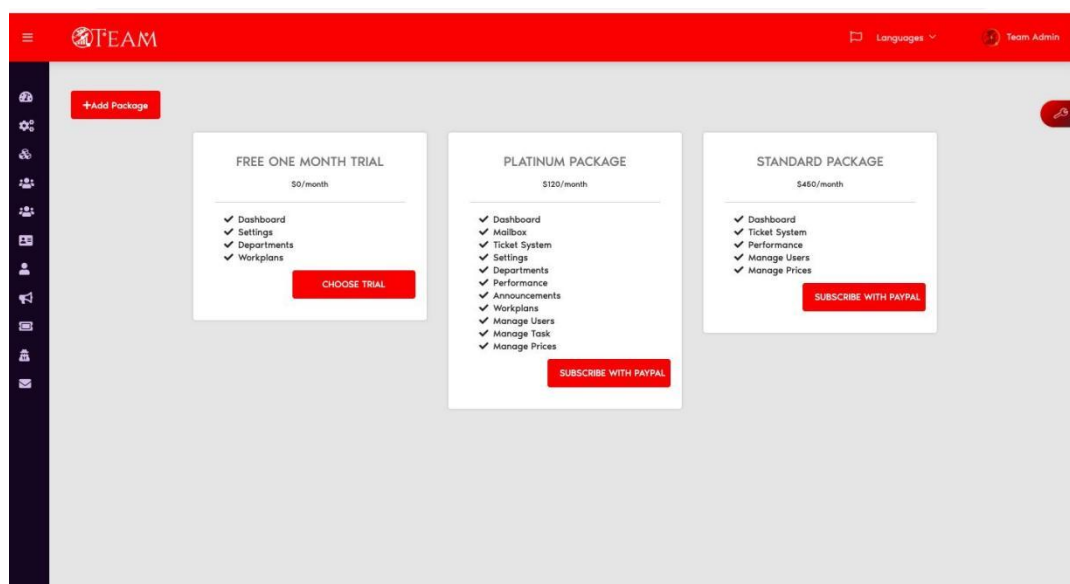 TEAM
Languages
Team Admin
+Add Package
FREE ONE MONTH TRIAL
$0/month
Dashboard
Settings
Departments
Workplans
CHOOSE TRIAL
PLATINUM PACKAGE
$120/month
Dashboard
Mailbox
Ticket System
Settings
Departments
Performance
Announcements
Workplans
Manage Users
Manage Task
Manage Prices
SUBSCRIBE WITH PAYPAL
STANDARD PACKAGE
$460/month
Dashboard
Ticket System
Performance
Manage Users
Manage Prices
SUBSCRIBE WITH PAYPAL